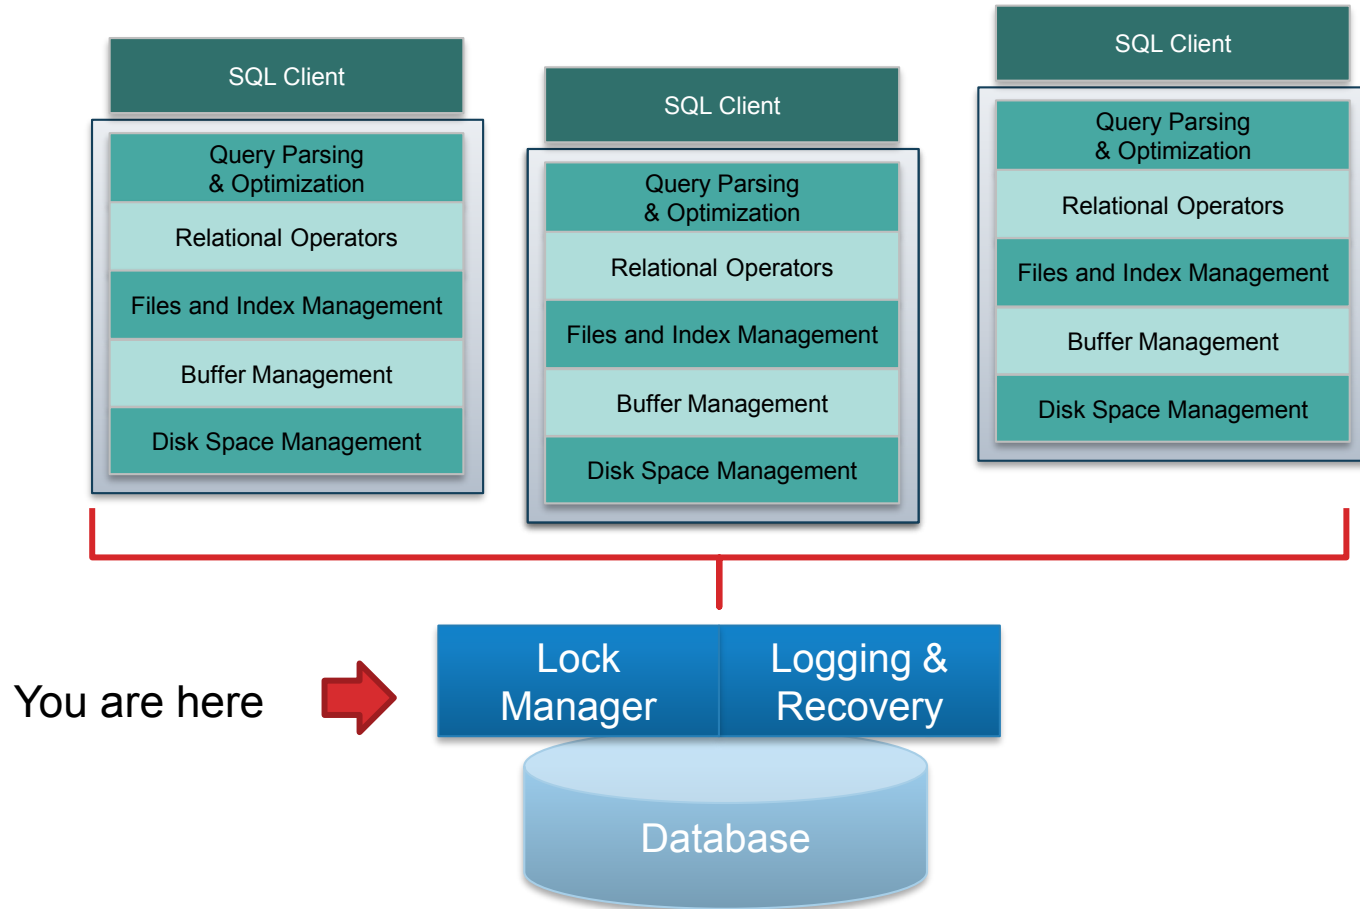 SQL Client
Query Parsing
& Optimization
Relational Operators
Files and Index Management
Buffer Management
Disk Space Management
SQL Client
Query Parsing
& Optimization
Relational Operators
Files and Index Management
Buffer Management
Disk Space Management
SQL Client
Query Parsing
& Optimization
Relational Operators
Files and Index Management
Buffer Management
Disk Space Management
You are here
Lock
Manager
Logging &
Recovery
Database